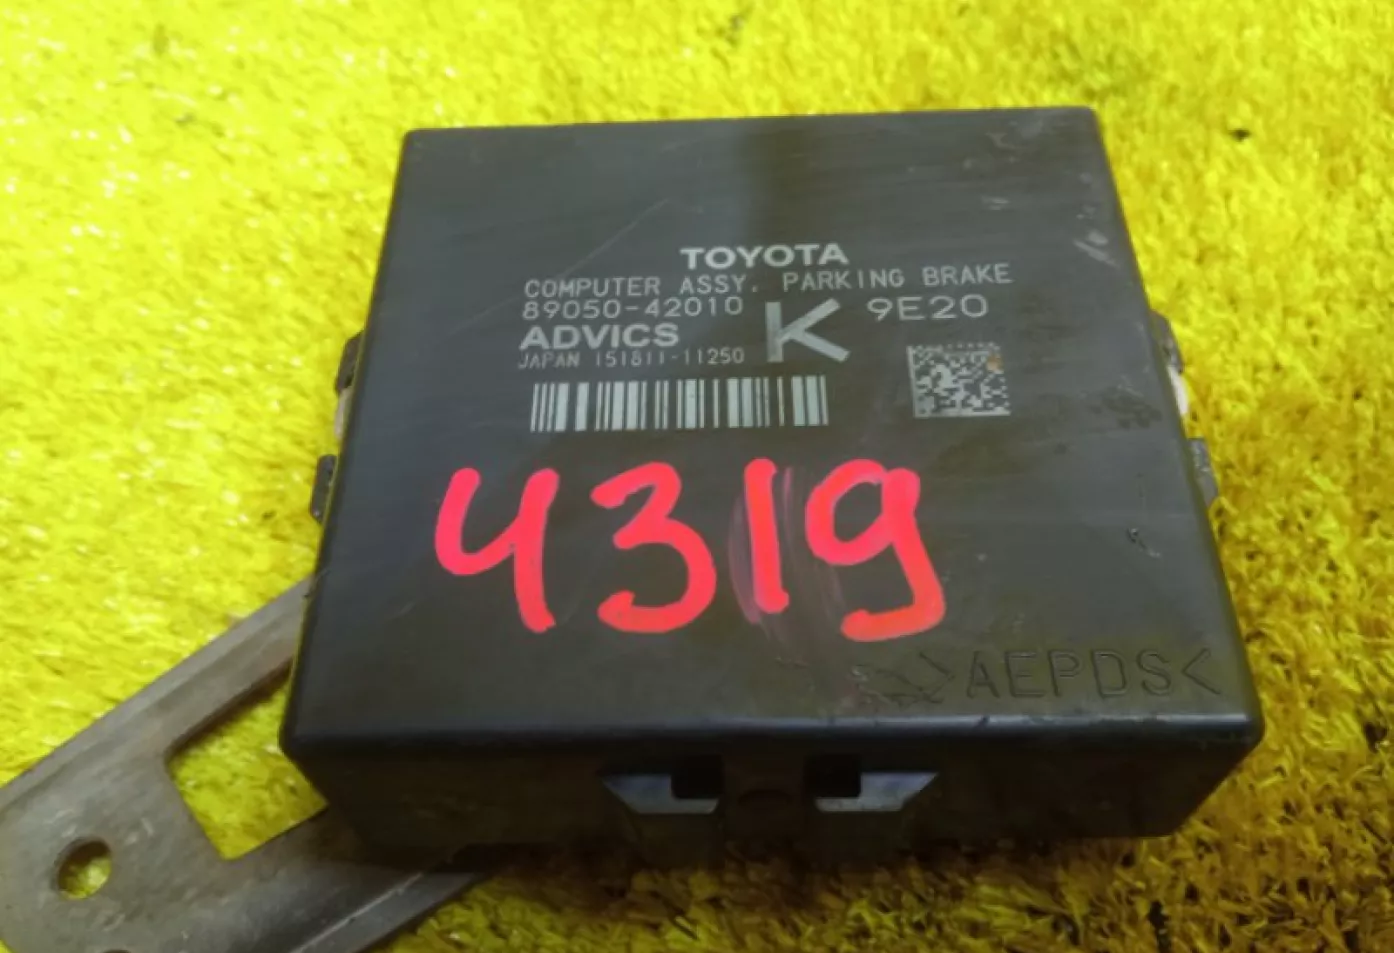 TOYOTA
COMPUTER ASSY, PARKING BRAKE
89050-42010 K 9E20
ADVICS
JAPAN 151811-11250
4319
>AEPDS<